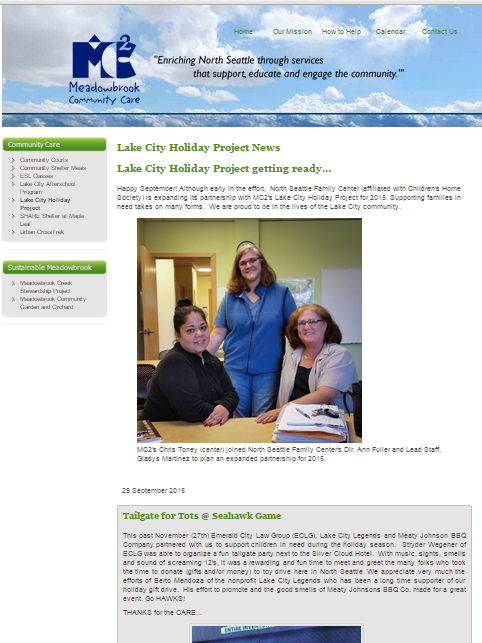 Home Our Mission How to Help Calendar Contact Us
MC2
Meadowbrook
Community Care
"Enriching North Seattle through services
that support, educate and engage the community."
Community Care
Community Courts
Community Shelter Meals
ESL Classes
Lake City Afterschool
Program
Lake City Holiday
Project
SHARE Shelter at Maple
Leaf
Urban CrossTrek
Sustainable Meadowbrook
Meadowbrook Creek
Stewardship Project
Meadowbrook Community
Garden and Orchard
Lake City Holiday Project News
Lake City Holiday Project getting ready...
Happy September! Although early in the effort, North Seattle Family Center (affiliated with Children's Home
Society) is expanding its partnership with MC2's Lake City Holiday Project for 2015. Supporting families in
need takes on many forms. We are proud to be in the lives of the Lake City community.
MC2's Chris Toney (center) joined North Seattle Family Center's Dir. Ann Fuller and Lead Staff,
Gladys Martinez to plan an expanded partnership for 2015.
29 September 2015
Tailgate for Tots @ Seahawk Game
This past November (27th) Emerald City Law Group (ECLG), Lake City Legends and Meaty Johnson BBQ
Company partnered with us to support children in need during the holiday season. Stryder Wegener of
ECLG was able to organize a fun tailgate party next to the Silver Cloud Hotel. With music, sights, smells
and sound of screaming 12's, it was a rewarding and fun time to meet and greet the many folks who took
the time to donate (gifts and/or money) to toy drive here in North Seattle. We appreciate very much the
efforts of Berto Mendoza of the nonprofit Lake City Legends who has been a long time supporter of our
holiday gift drive. His effort to promote and the good smells of Meaty Johnsons BBQ Co. made for a great
event. Go HAWKS!
THANKS for the CARE...